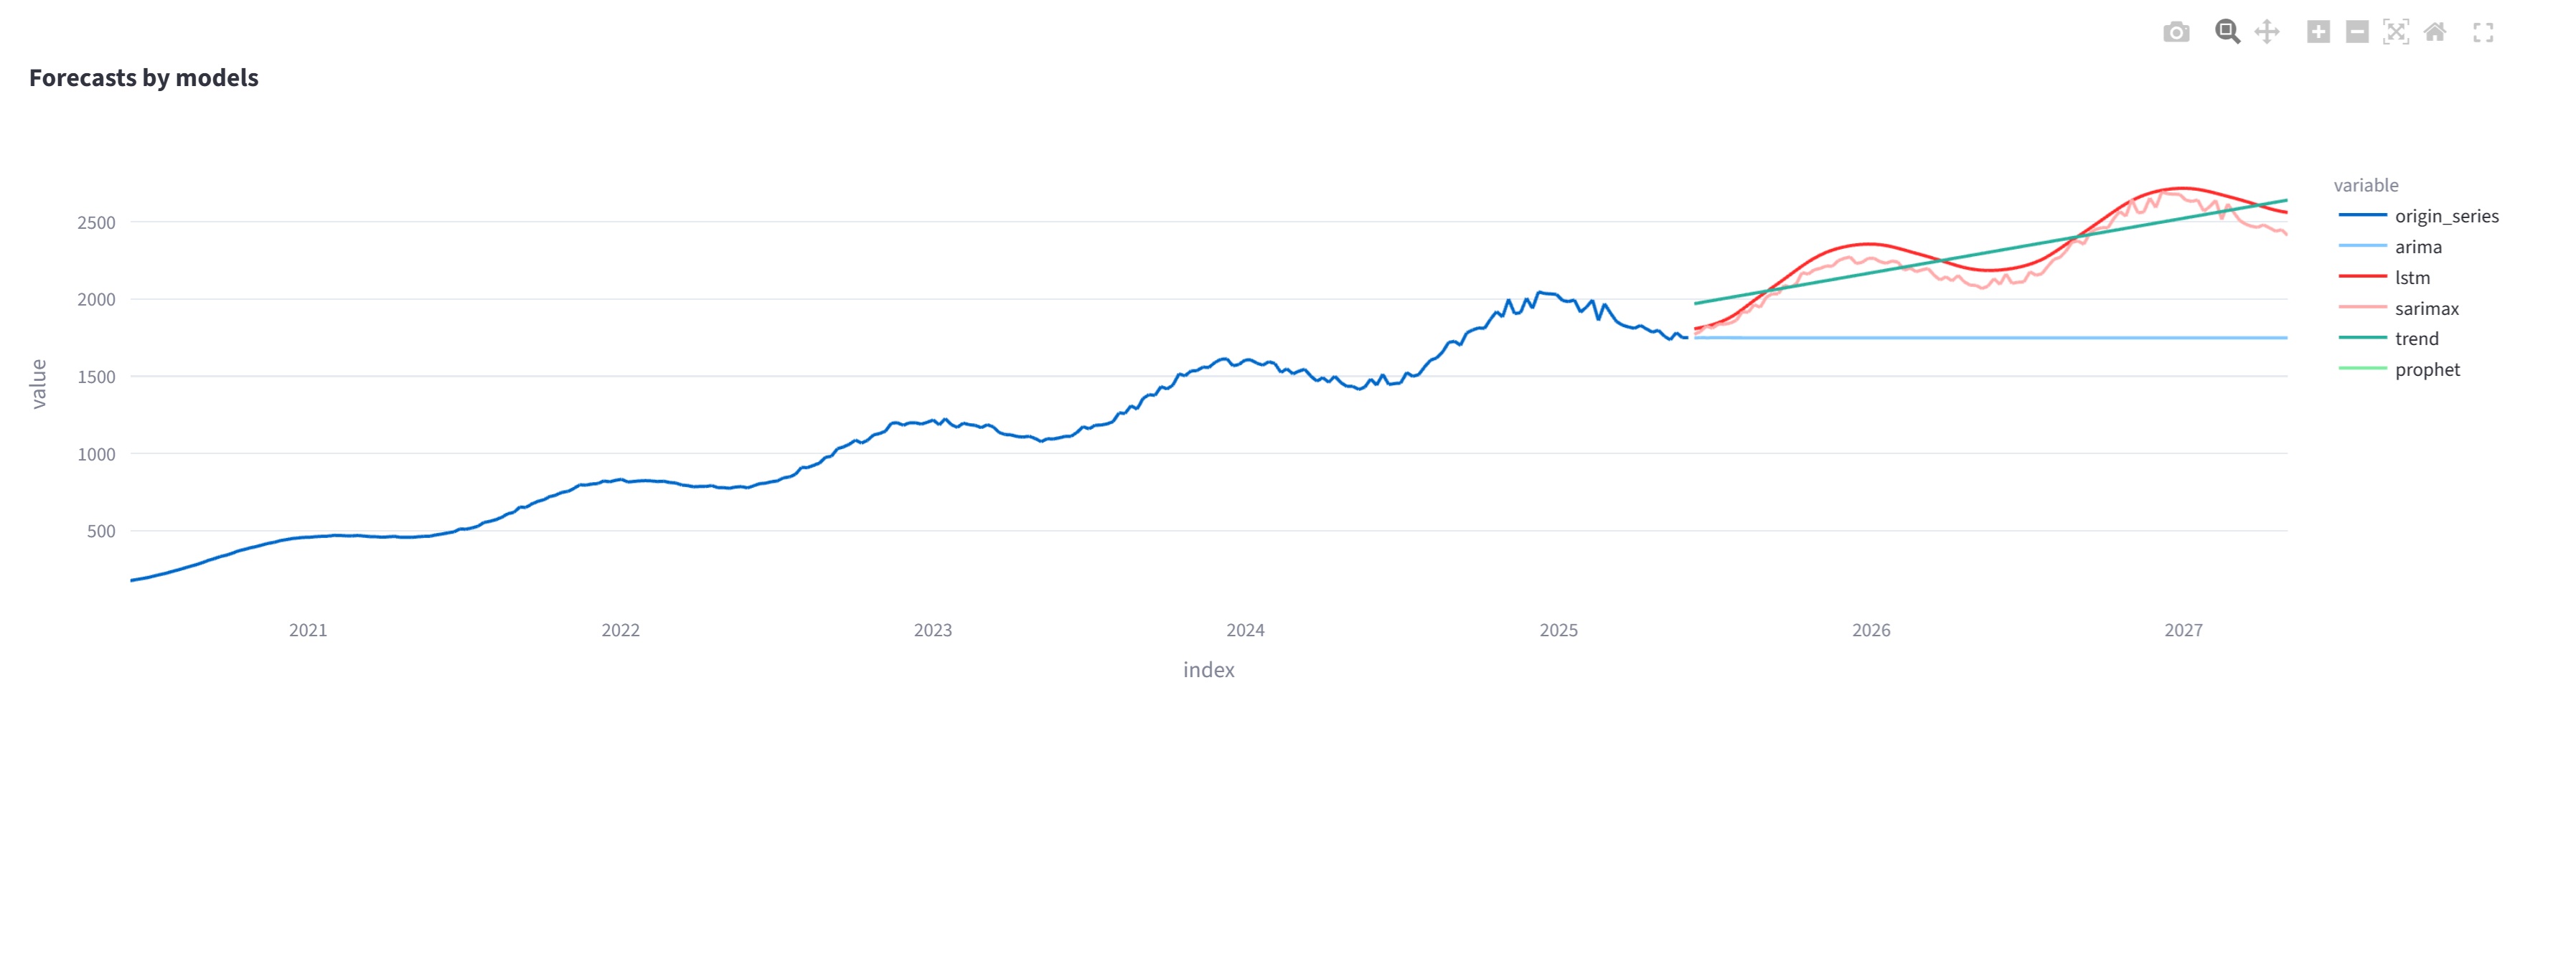 Forecasts by models
variable
origin_series
arima
lstm
sarimax
trend
prophet
value
2500
2000
1500
1000
500
2021 2022 2023 2024 2025 2026 2027
index